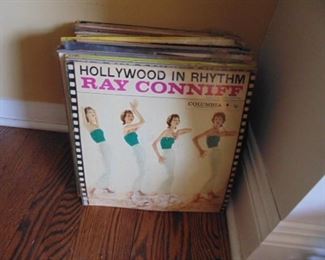 HOLLYWOOD IN RHYTHM
RAY CONNIFF
COLUMBIA